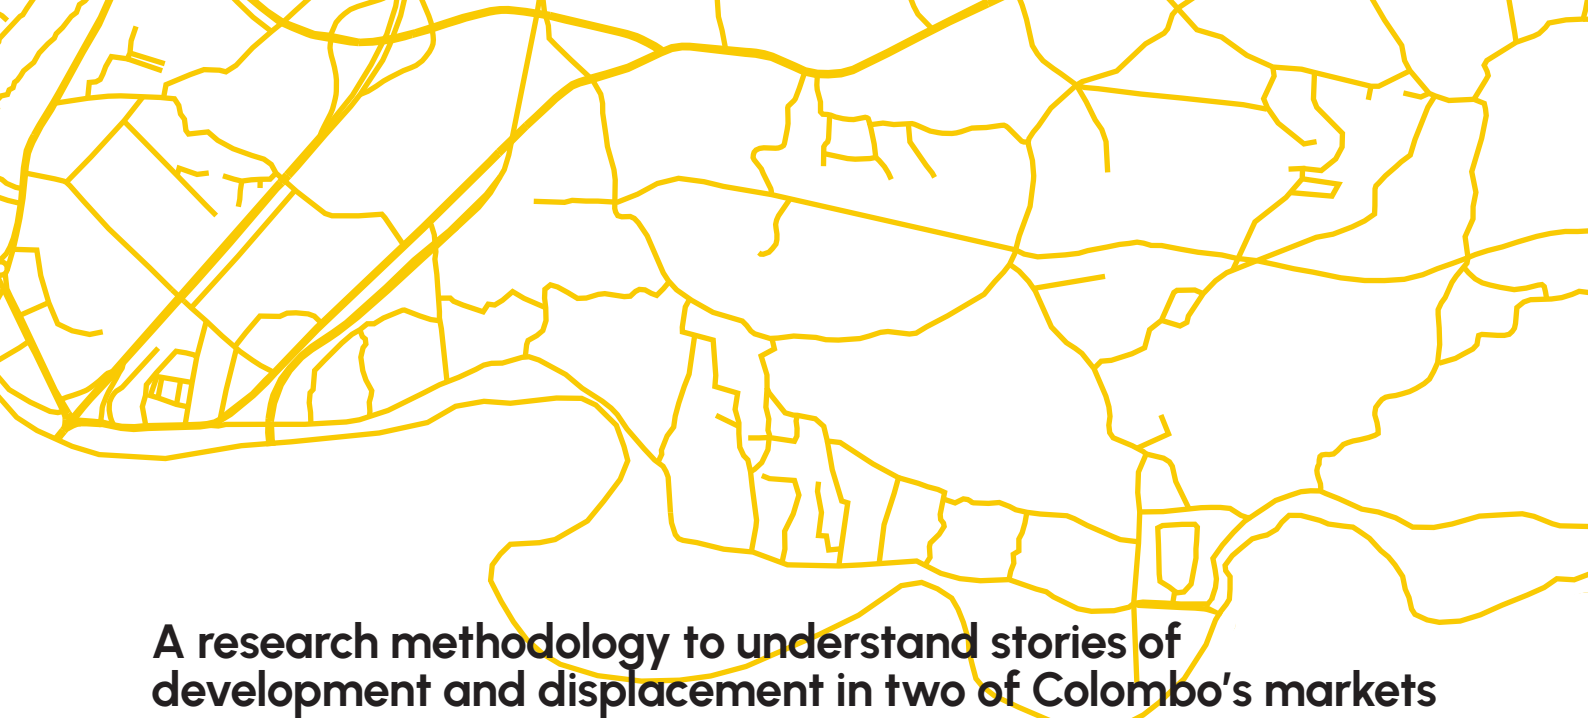 A research methodology to understand stories of
development and displacement in two of Colombo's markets